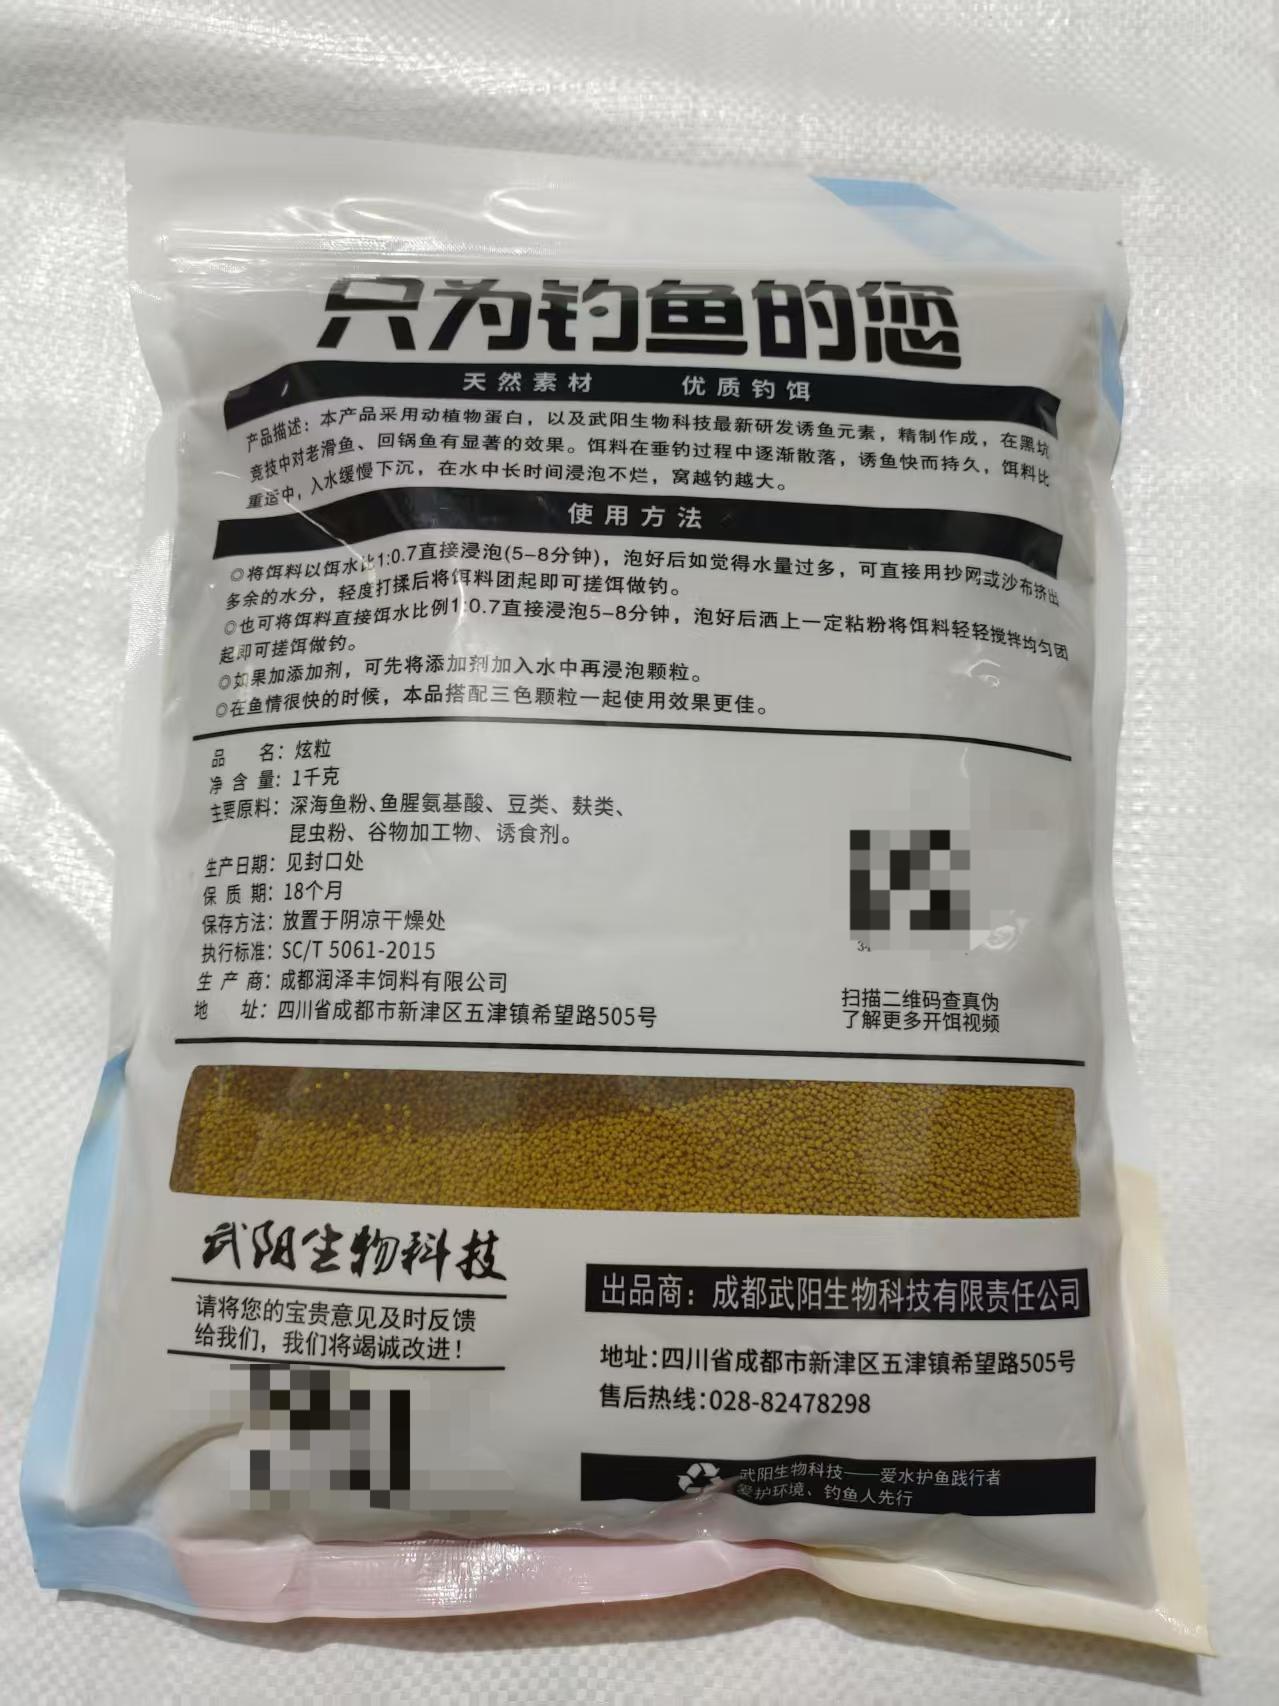 只为钓鱼的您
天然素材 优质钓饵
产品描述：本产品采用动植物蛋白，以及武阳生物科技最新研发诱鱼元素，精制作成，在黑坑
竞技中对老滑鱼、回锅鱼有显著的效果。饵料在垂钓过程中逐渐散落，诱鱼快而持久，饵料比
重适中，入水缓慢下沉，在水中长时间浸泡不烂，窝越钓越大。
使用方法
◎将饵料以饵水比1:0.7直接浸泡(5-8分钟)，泡好后如觉得水量过多，可直接用抄网或沙布挤出
多余的水分，轻度打揉后将饵料团起即可搓饵做钓。
◎也可将饵料直接饵水比例1:0.7直接浸泡5-8分钟，泡好后洒上一定粘粉将饵料轻轻搅拌均匀团
起即可搓饵做钓。
◎如果加添加剂，可先将添加剂加入水中再浸泡颗粒。
◎在鱼情很快的时候，本品搭配三色颗粒一起使用效果更佳。
品 名：炫粒
净 含 量：1千克
主要原料：深海鱼粉、鱼腥氨基酸、豆类、麸类、
昆虫粉、谷物加工物、诱食剂。
生产日期：见封口处
保 质 期：18个月
保存方法：放置于阴凉干燥处
执行标准：SC/T 5061-2015
生 产 商：成都润泽丰饲料有限公司
地 址：四川省成都市新津区五津镇希望路505号
扫描二维码查真伪
了解更多开饵视频
武阳生物科技
请将您的宝贵意见及时反馈
给我们，我们将竭诚改进！
出品商：成都武阳生物科技有限责任公司
地址：四川省成都市新津区五津镇希望路505号
售后热线：028-82478298
武阳生物科技——爱水护鱼践行者
爱护环境、钓鱼人先行